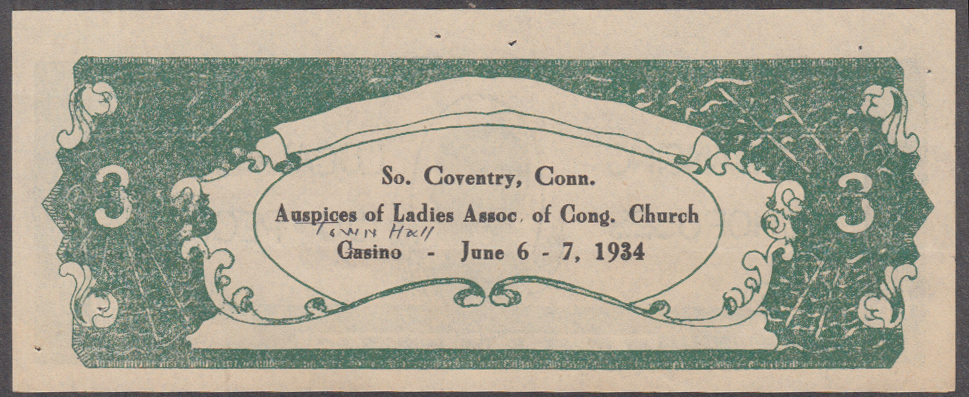 So. Coventry, Conn.
3
Auspices of Ladies Assoc. of Cong. Church
3
Town Hall
Casino - June 6 - 7, 1934